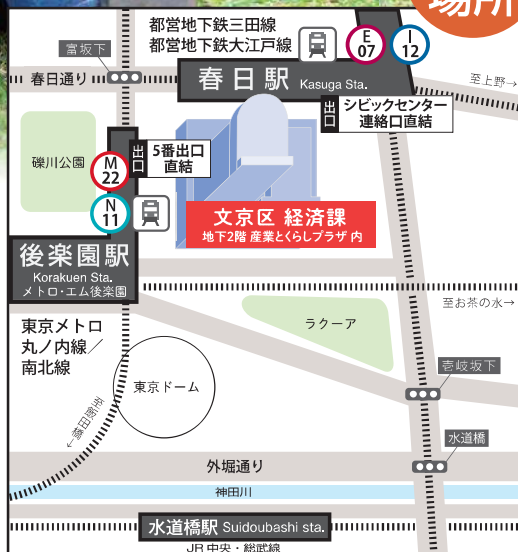 場所
都営地下鉄三田線
都営地下鉄大江戸線
E
07
I
12
富坂下
春日通り
春日駅 Kasuga Sta.
至上野→
出口
シビックセンター
連絡口直結
礫川公園
M
22
出口
5番出口
直結
N
11
文京区 経済課
地下2階 産業とくらしプラザ 内
後楽園駅
Korakuen Sta.
メトロ・エム後楽園
至お茶の水→
東京メトロ
丸ノ内線/
南北線
ラクーア
壱岐坂下
東京ドーム
至飯田橋→
水道橋
外堀通り
神田川
水道橋駅 Suidoubashi sta.
JR 中央・総武線